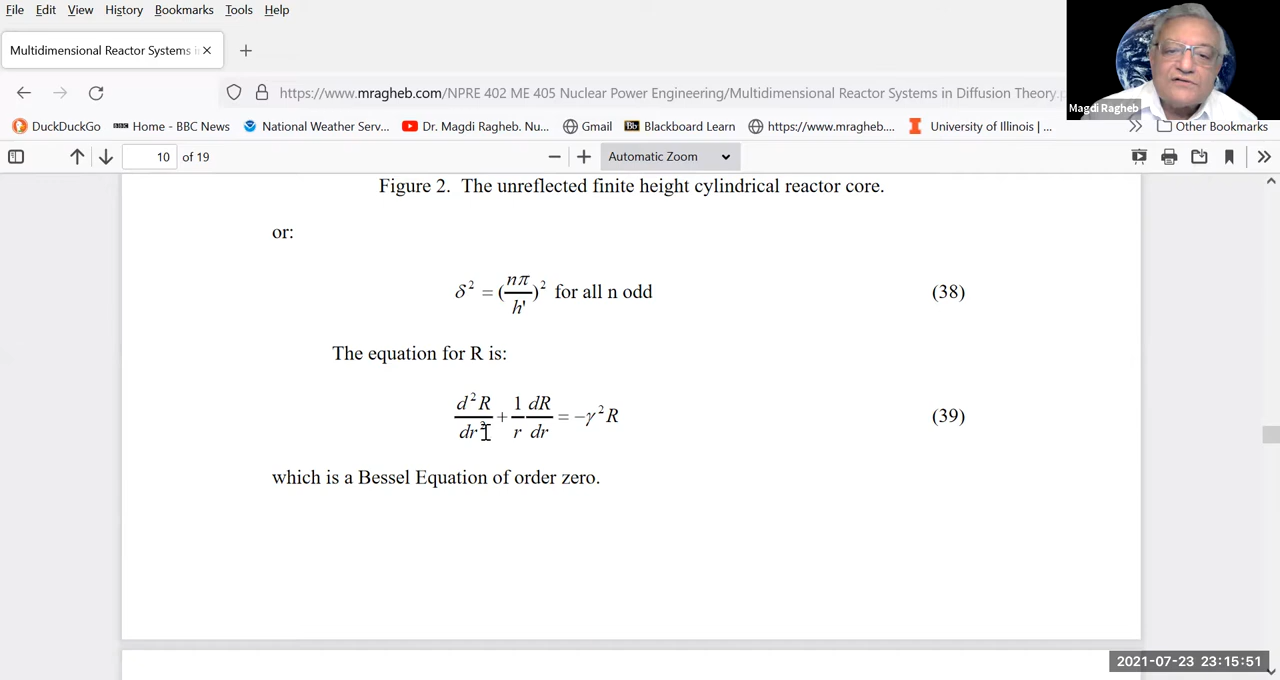 File Edit View History Bookmarks Tools Help
Multidimensional Reactor Systems i
https://www.mragheb.com/NPRE 402 ME 405 Nuclear Power Engineering/Multidimensional Reactor Systems in Diffusion Theory.p
Magdi Ragheb
DuckDuckGo BBC Home - BBC News National Weather Serv... Dr. Magdi Ragheb. Nu... Gmail Bb Blackboard Learn https://www.mragheb.... University of Illinois | ... Other Bookmarks
10 of 19 Automatic Zoom
Figure 2. The unreflected finite height cylindrical reactor core.
or:
δ² = (nπ/h')² for all n odd (38)
The equation for R is:
d²R/dr² + 1/r dR/dr = −γ²R (39)
which is a Bessel Equation of order zero.
2021-07-23 23:15:51